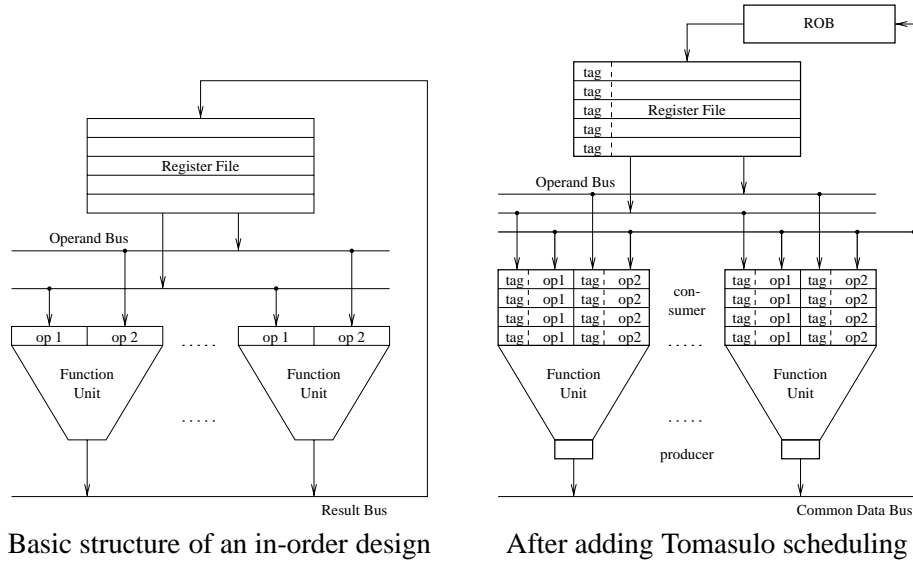 Register File
Operand Bus
op 1 op 2 . . . . . op 1 op 2
Function
Unit
Function
Unit
. . . . .
Result Bus
Basic structure of an in-order design
ROB
tag
tag
tag Register File
tag
tag
Operand Bus
tag op1 tag op2 con- tag op1 tag op2
tag op1 tag op2 sumer tag op1 tag op2
tag op1 tag op2 tag op1 tag op2
tag op1 tag op2 . . . . . tag op1 tag op2
Function
Unit
Function
Unit
. . . . .
producer
Common Data Bus
After adding Tomasulo scheduling